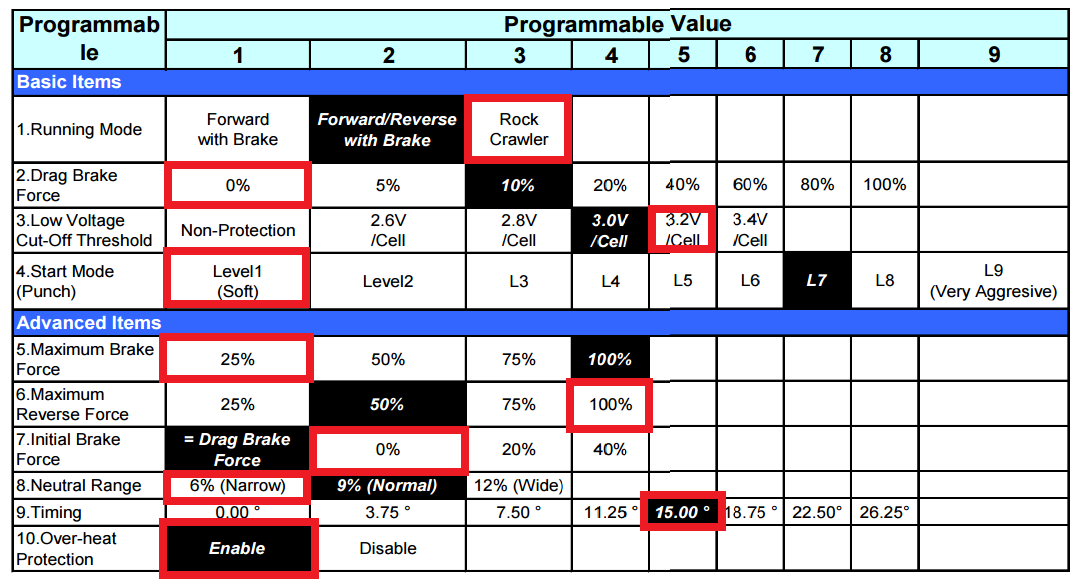 Programmab
le
Programmable Value
1 2 3 4 5 6 7 8 9
Basic Items
1.Running Mode
Forward
with Brake
Forward/Reverse
with Brake
Rock
Crawler
2.Drag Brake
Force
0% 5% 10% 20% 40% 60% 80% 100%
3.Low Voltage
Cut-Off Threshold
Non-Protection
2.6V
/Cell
2.8V
/Cell
3.0V
/Cell
3.2V
/Cell
3.4V
/Cell
4.Start Mode
(Punch)
Level1
(Soft)
Level2 L3 L4 L5 L6 L7 L8
L9
(Very Aggresive)
Advanced Items
5.Maximum Brake
Force
25% 50% 75% 100%
6.Maximum
Reverse Force
25% 50% 75% 100%
7.Initial Brake
Force
= Drag Brake
Force
0% 20% 40%
8.Neutral Range 6% (Narrow) 9% (Normal) 12% (Wide)
9.Timing 0.00 ° 3.75 ° 7.50 ° 11.25 ° 15.00 ° 18.75 ° 22.50° 26.25°
10.Over-heat
Protection
Enable Disable